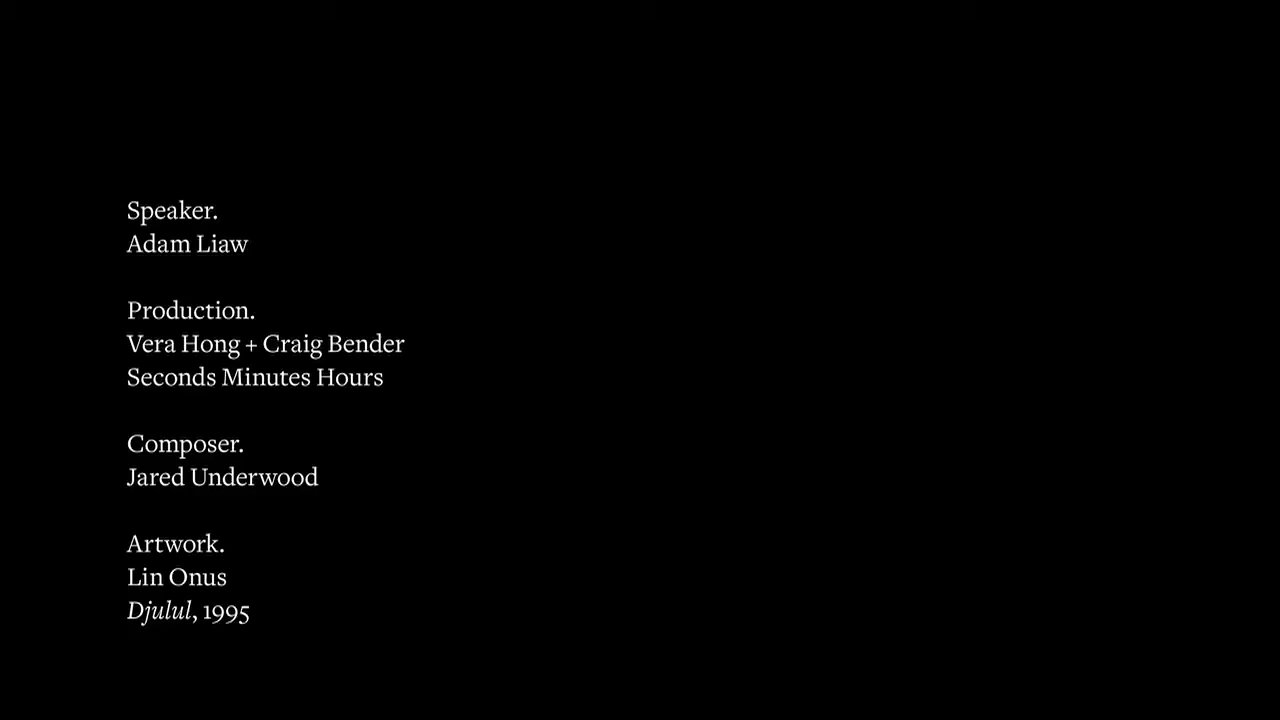 Speaker.
Adam Liaw
Production.
Vera Hong + Craig Bender
Seconds Minutes Hours
Composer.
Jared Underwood
Artwork.
Lin Onus
Djulul, 1995